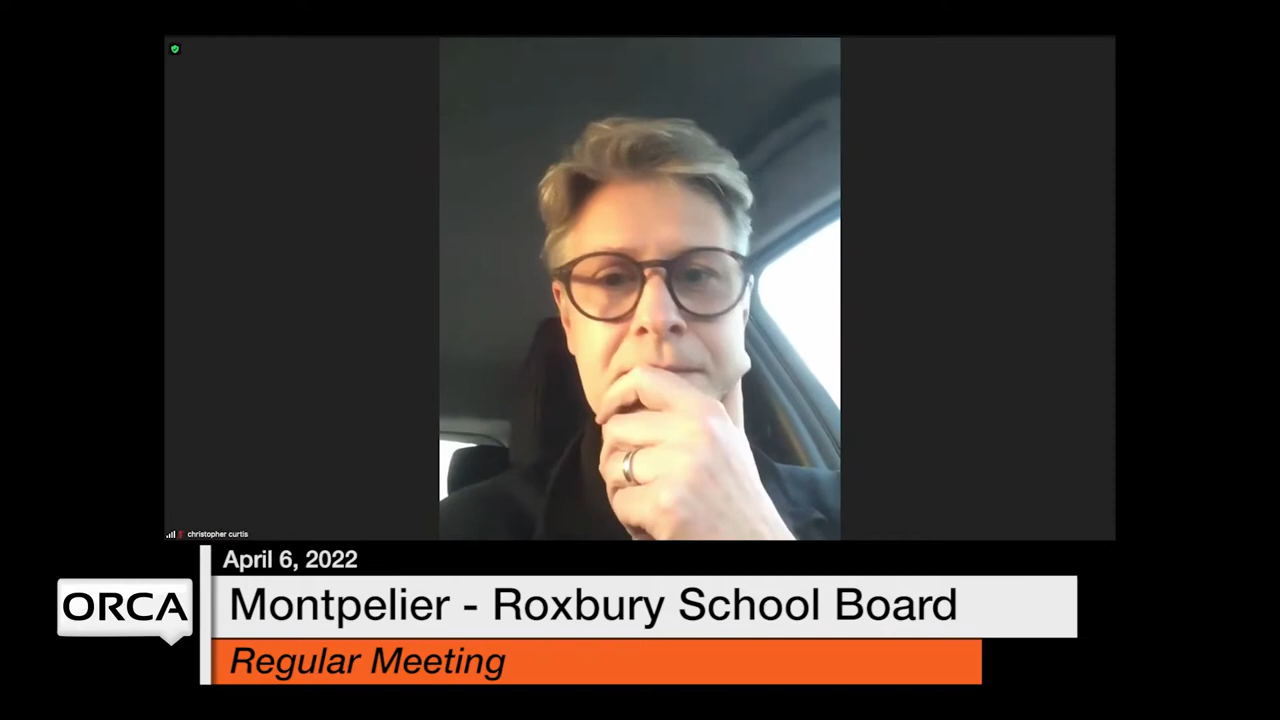 christopher curtis
April 6, 2022
ORCA
Montpelier - Roxbury School Board
Regular Meeting